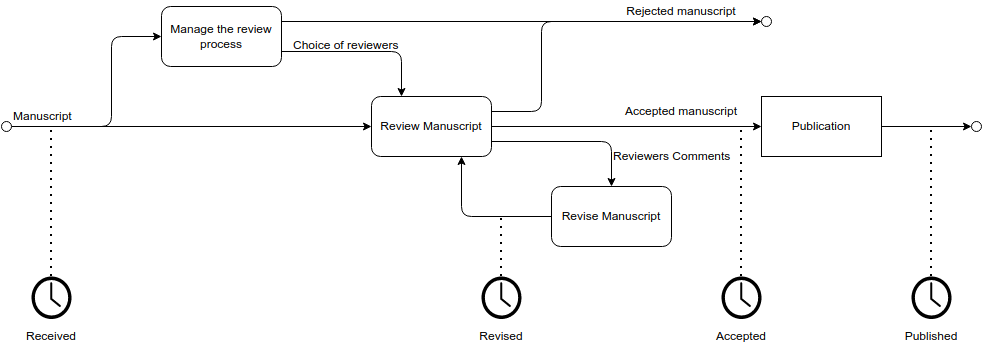 Rejected manuscript
Manage the review
process
Choice of reviewers
Manuscript
Review Manuscript
Accepted manuscript
Publication
Reviewers Comments
Revise Manuscript
Received
Revised
Accepted
Published